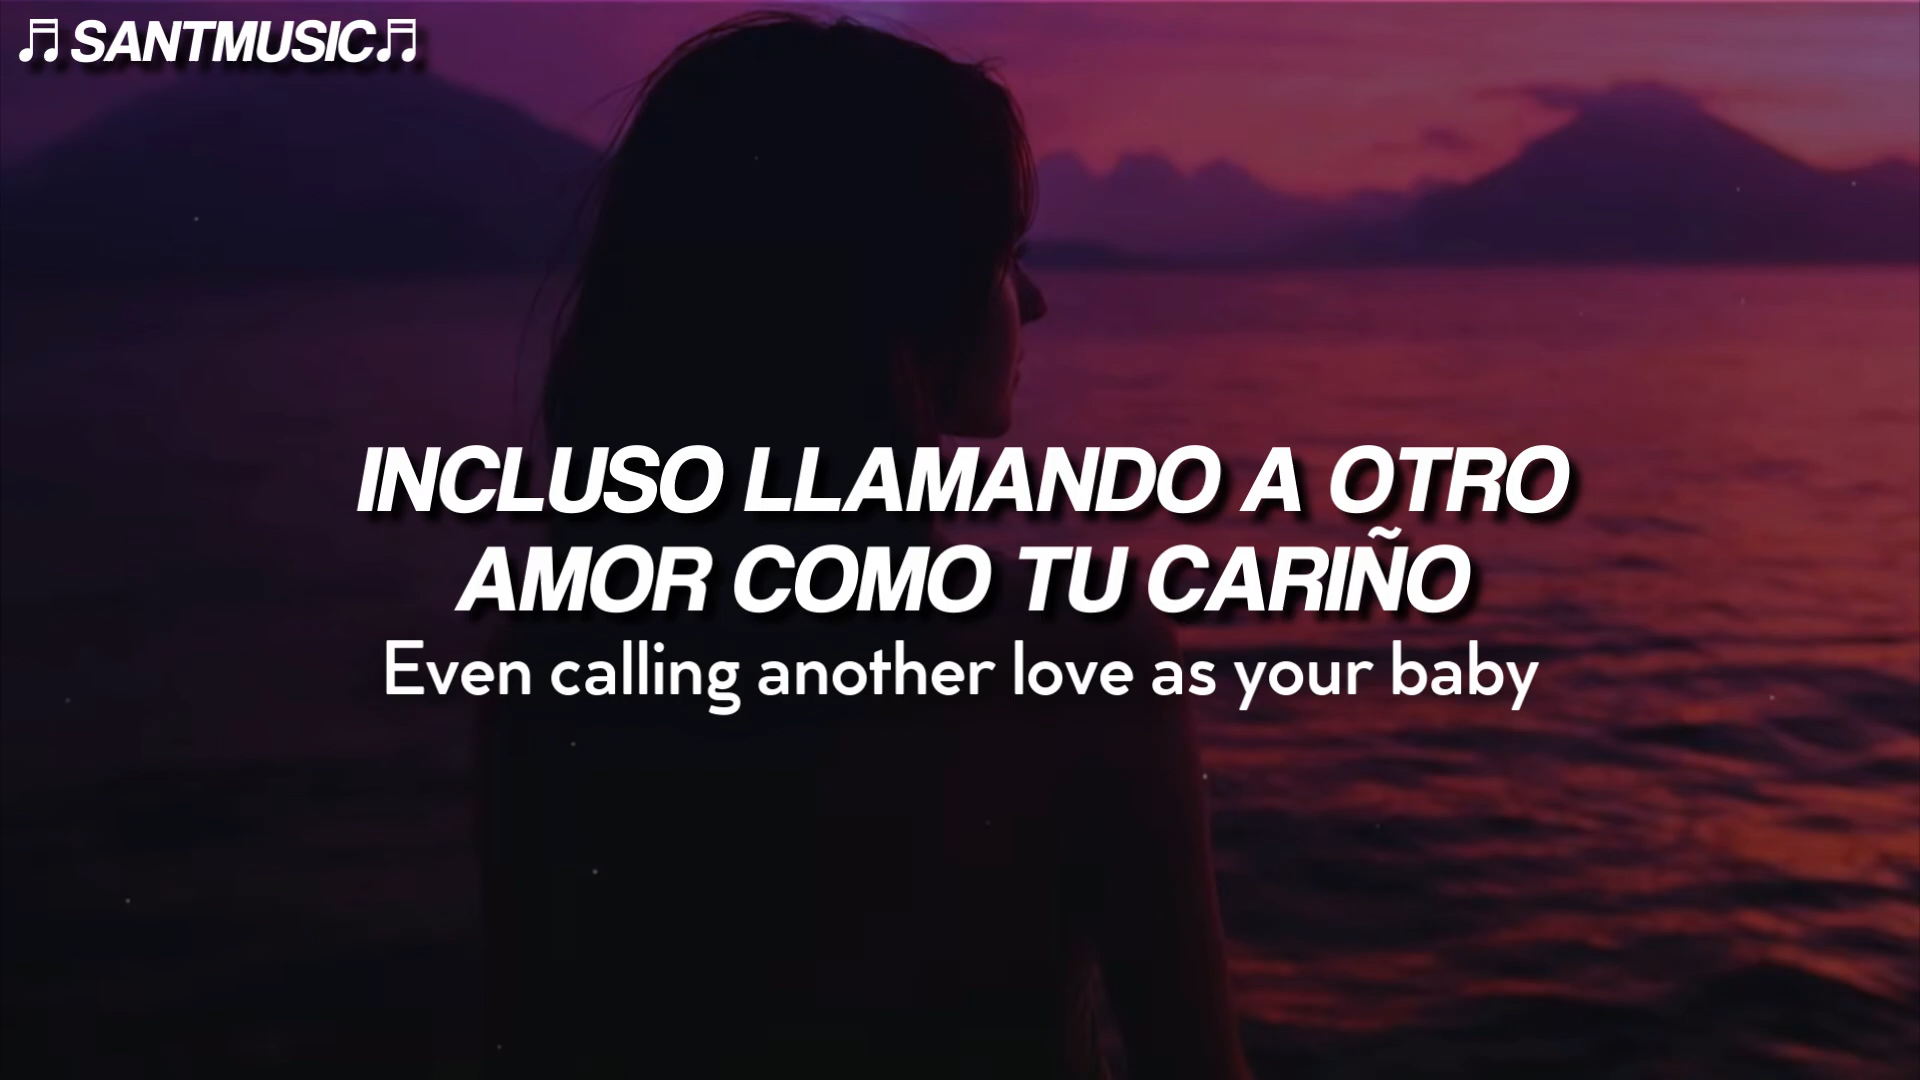 ♫SANTMUSIC♫
INCLUSO LLAMANDO A OTRO
AMOR COMO TU CARIÑO
Even calling another love as your baby